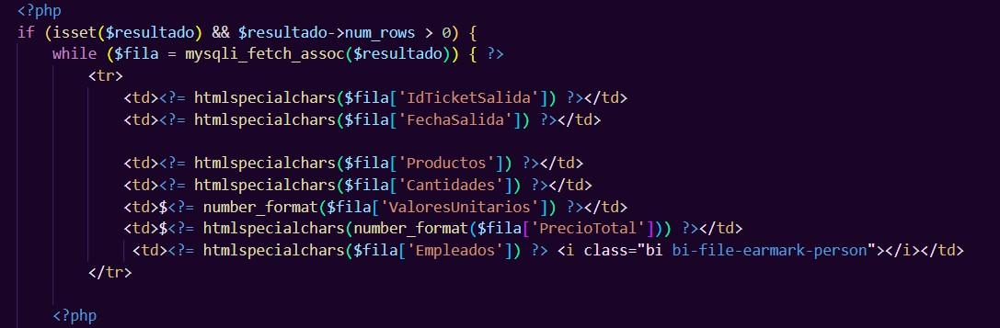 <?php
if (isset($resultado) && $resultado->num_rows > 0) {
while ($fila = mysqli_fetch_assoc($resultado)) { ?>
<tr>
<td><?= htmlspecialchars($fila['IdTicketSalida']) ?></td>
<td><?= htmlspecialchars($fila['FechaSalida']) ?></td>
<td><?= htmlspecialchars($fila['Productos']) ?></td>
<td><?= htmlspecialchars($fila['Cantidades']) ?></td>
<td>$<?= number_format($fila['ValoresUnitarios']) ?></td>
<td>$<?= htmlspecialchars(number_format($fila['PrecioTotal'])) ?></td>
<td><?= htmlspecialchars($fila['Empleados']) ?> <i class="bi bi-file-earmark-person"></i></td>
</tr>
<?php